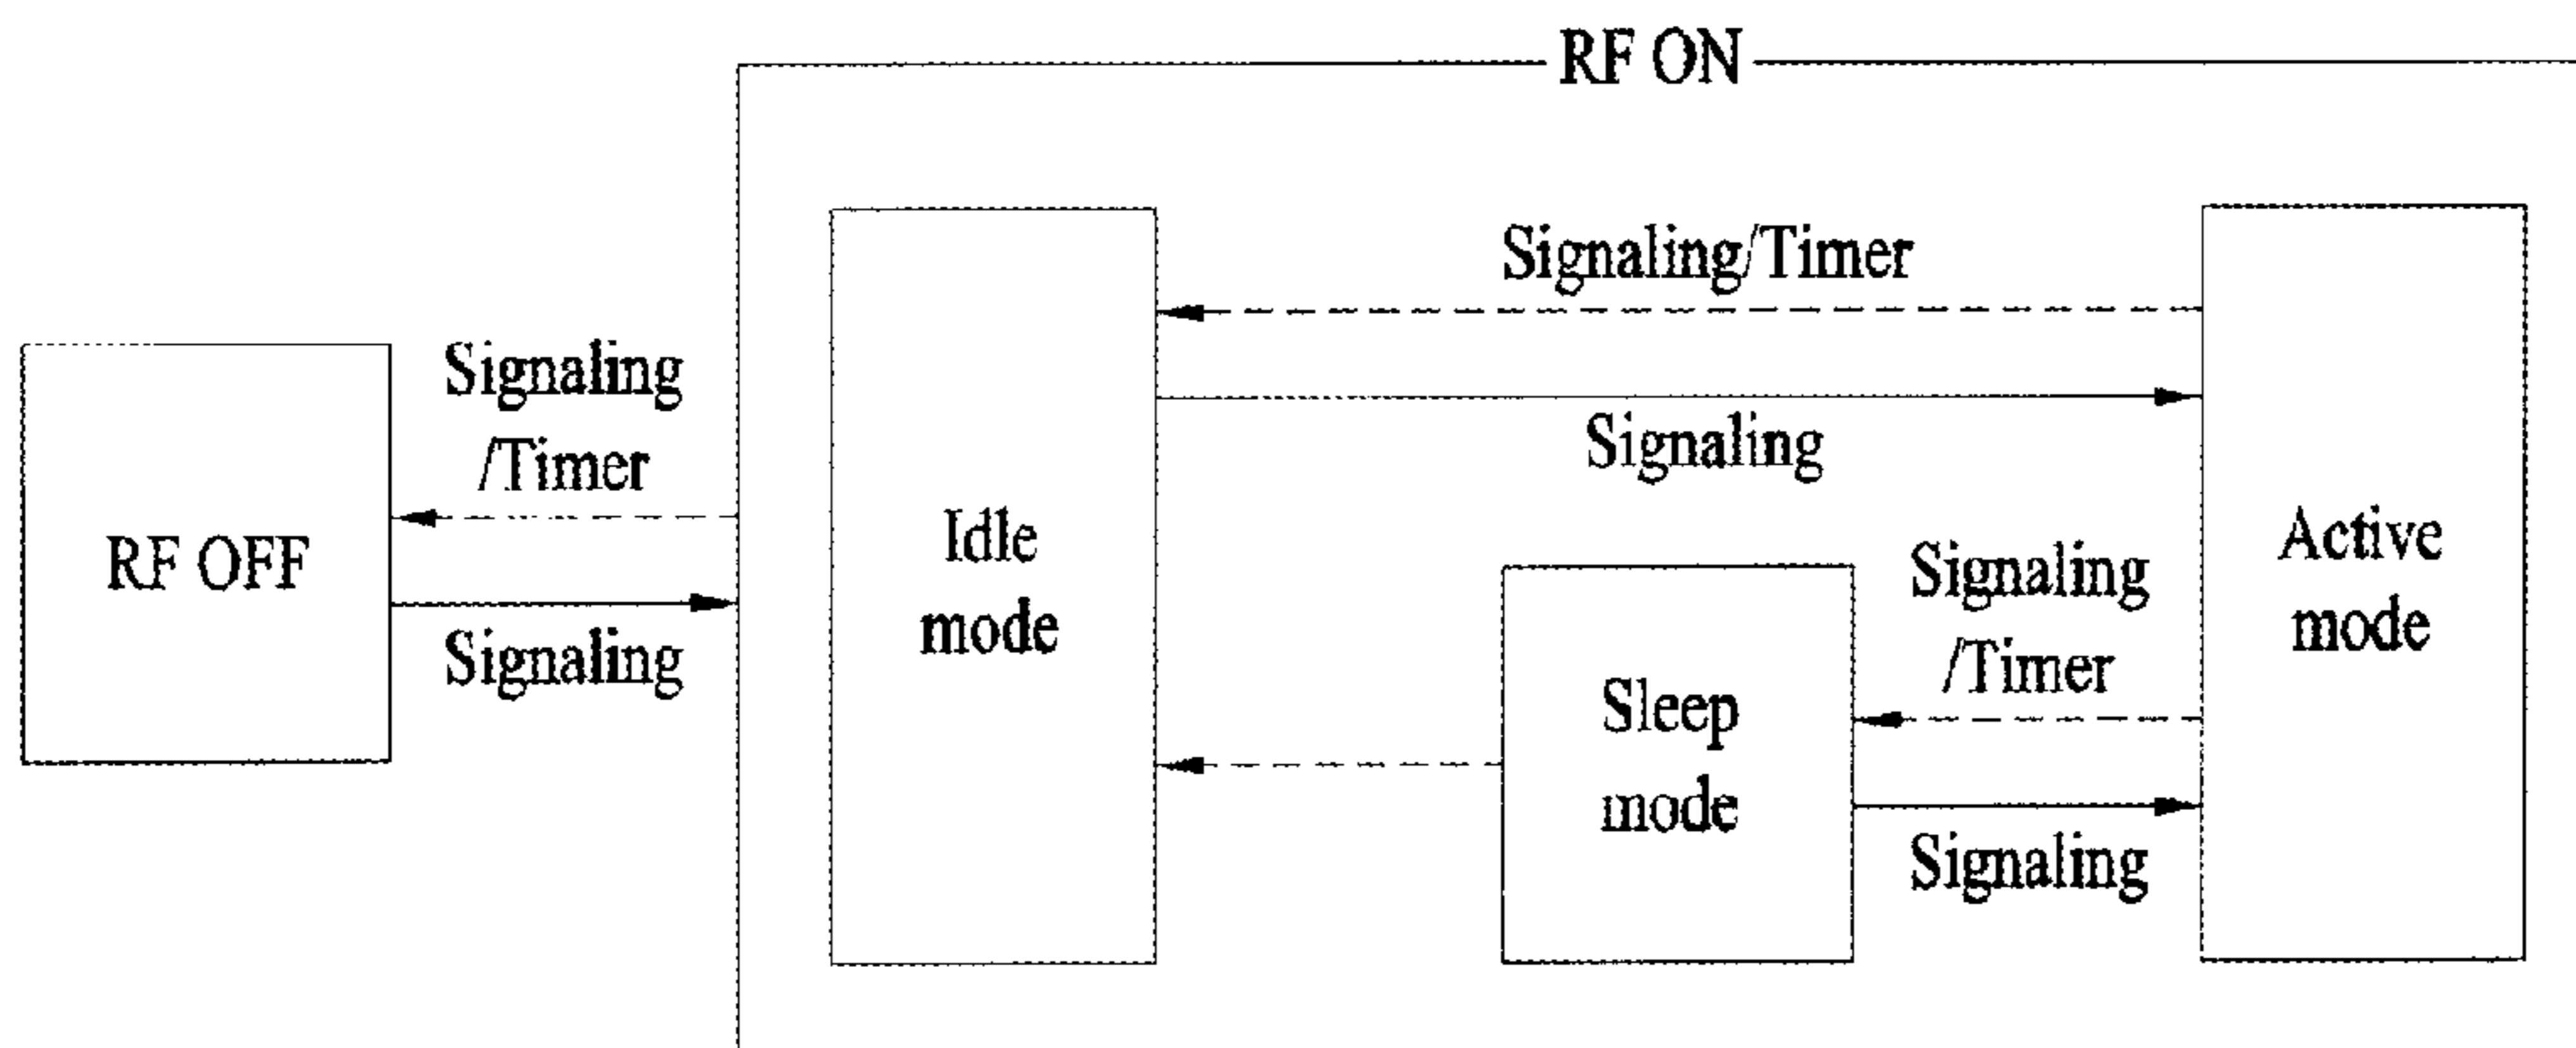 RF ON
Signaling/Timer
Signaling
Signaling
/Timer
RF OFF
Signaling
Idle
mode
Sleep
mode
Signaling
/Timer
Signaling
Active
mode